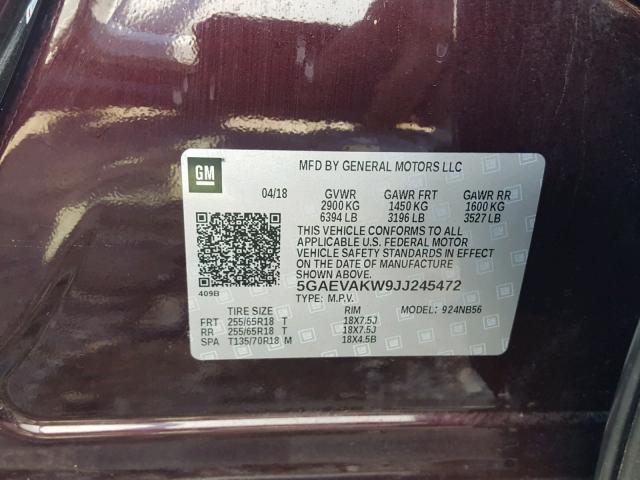 GM
MFD BY GENERAL MOTORS LLC
04/18 GVWR GAWR FRT GAWR RR
2900 KG 1450 KG 1600 KG
6394 LB 3196 LB 3527 LB
THIS VEHICLE CONFORMS TO ALL
APPLICABLE U.S. FEDERAL MOTOR
VEHICLE SAFETY STANDARDS IN EFFECT
ON THE DATE OF MANUFACTURE
SHOWN ABOVE.
409B 5GAEVAKW9JJ245472
TYPE: M.P.V.
TIRE SIZE RIM MODEL: 924NB56
FRT 255/65R18 T 18X7.5J
RR 255/65R18 T 18X7.5J
SPA T135/70R18 M 18X4.5B